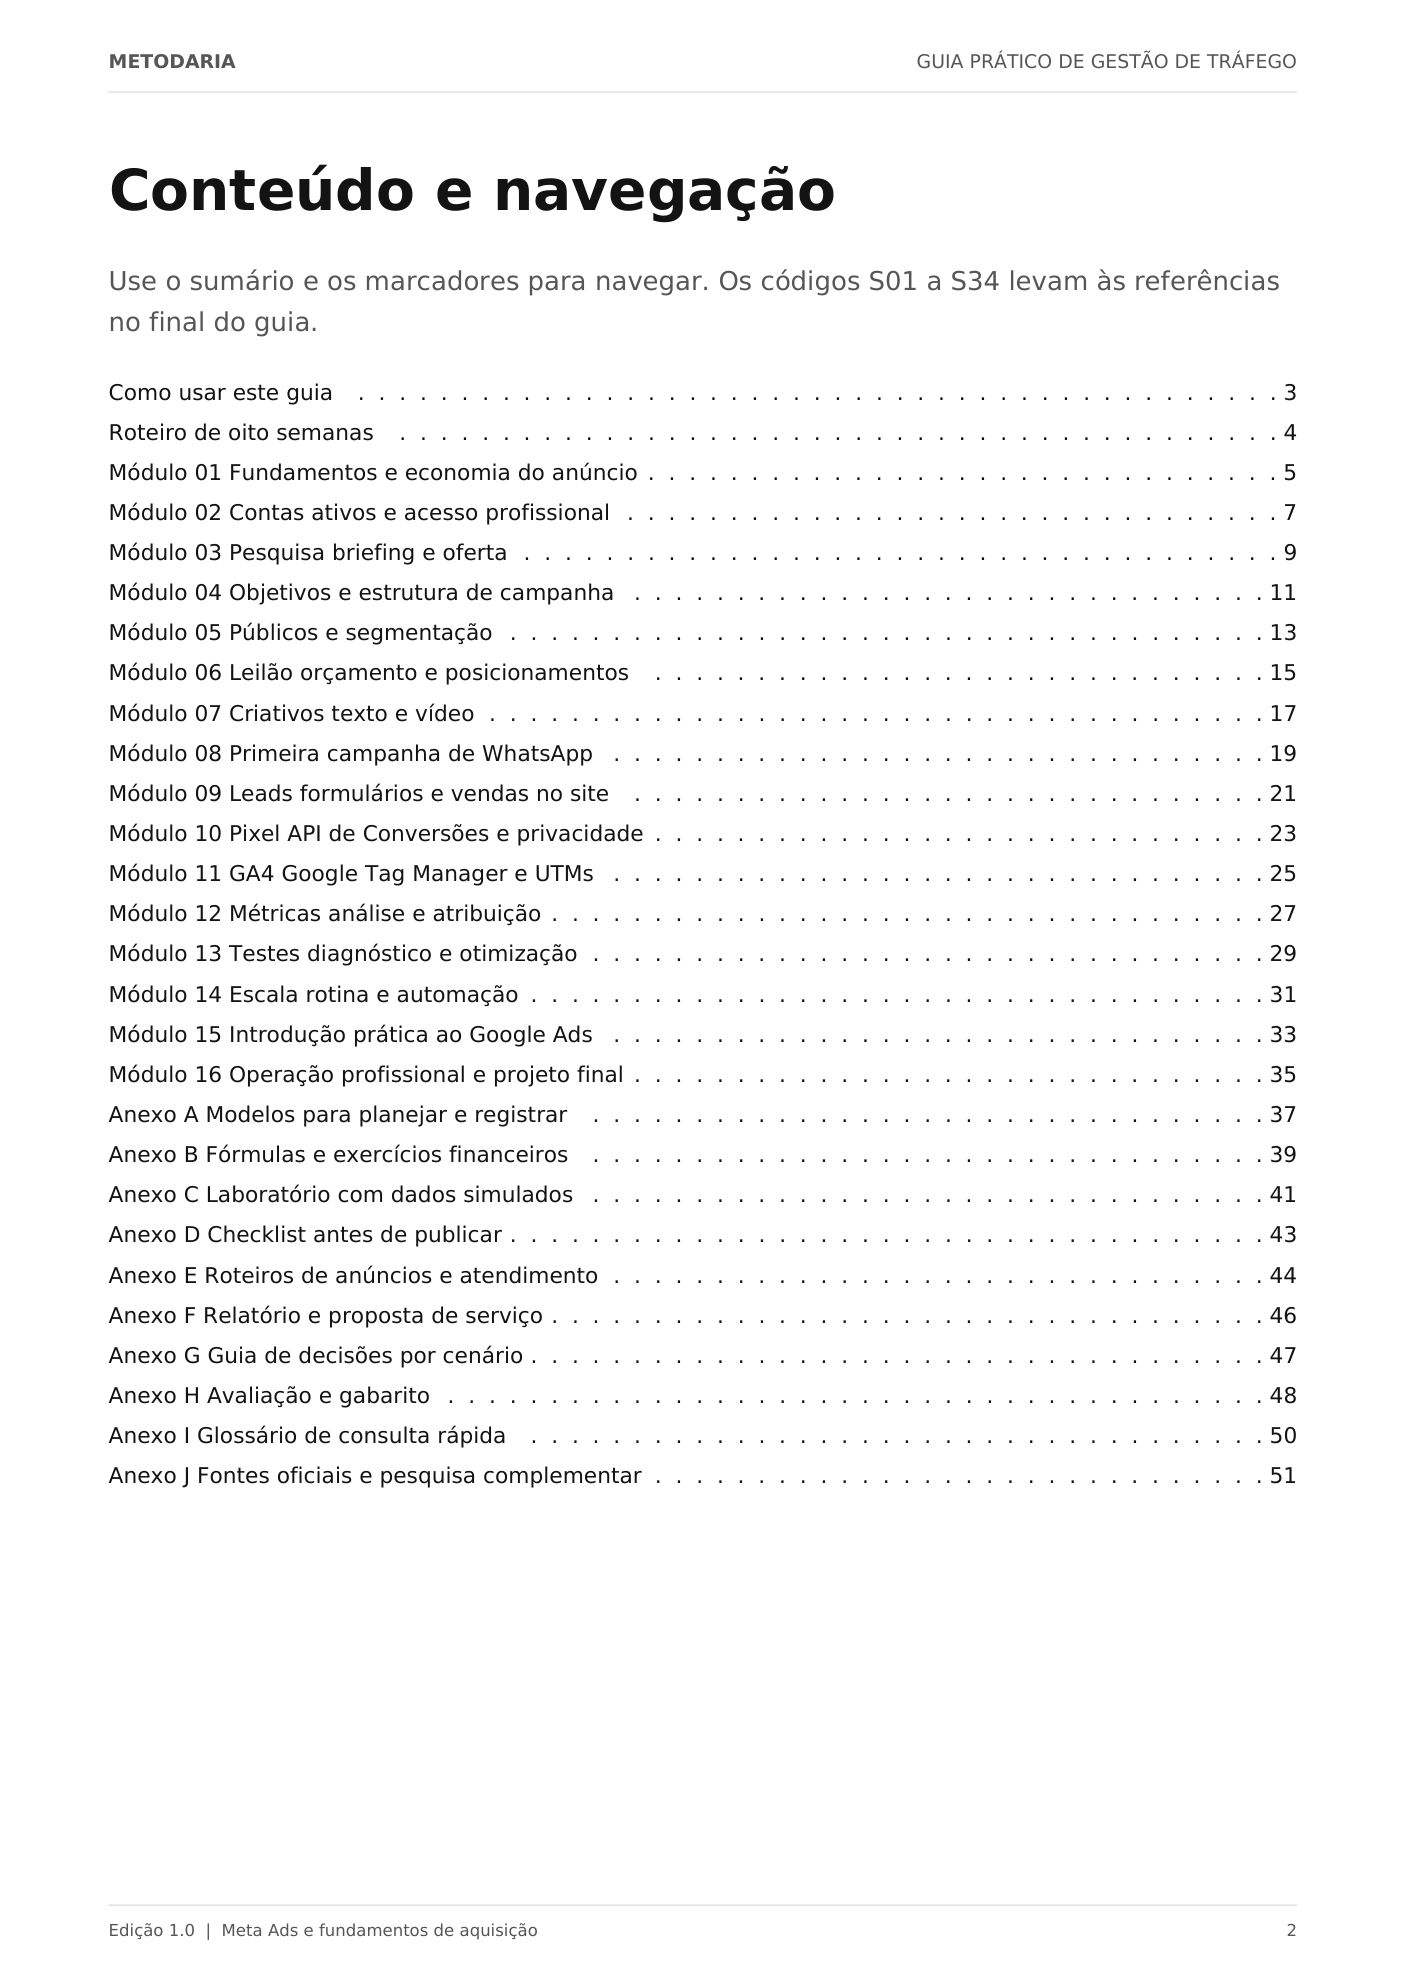 METODARIA
GUIA PRÁTICO DE GESTÃO DE TRÁFEGO
Conteúdo e navegação
Use o sumário e os marcadores para navegar. Os códigos S01 a S34 levam às referências
no final do guia.
Como usar este guia . . . . . . . . . . . . . . . . . . . . . . . . . . . . . . . . . . . . . . . . . . . . . 3
Roteiro de oito semanas . . . . . . . . . . . . . . . . . . . . . . . . . . . . . . . . . . . . . . . . . . . 4
Módulo 01 Fundamentos e economia do anúncio . . . . . . . . . . . . . . . . . . . . . . . . . . . . . . . 5
Módulo 02 Contas ativos e acesso profissional . . . . . . . . . . . . . . . . . . . . . . . . . . . . . . . . 7
Módulo 03 Pesquisa briefing e oferta . . . . . . . . . . . . . . . . . . . . . . . . . . . . . . . . . . . . . 9
Módulo 04 Objetivos e estrutura de campanha . . . . . . . . . . . . . . . . . . . . . . . . . . . . . . . 11
Módulo 05 Públicos e segmentação . . . . . . . . . . . . . . . . . . . . . . . . . . . . . . . . . . . . . 13
Módulo 06 Leilão orçamento e posicionamentos . . . . . . . . . . . . . . . . . . . . . . . . . . . . . . 15
Módulo 07 Criativos texto e vídeo . . . . . . . . . . . . . . . . . . . . . . . . . . . . . . . . . . . . . . 17
Módulo 08 Primeira campanha de WhatsApp . . . . . . . . . . . . . . . . . . . . . . . . . . . . . . . . 19
Módulo 09 Leads formulários e vendas no site . . . . . . . . . . . . . . . . . . . . . . . . . . . . . . . 21
Módulo 10 Pixel API de Conversões e privacidade . . . . . . . . . . . . . . . . . . . . . . . . . . . . . . 23
Módulo 11 GA4 Google Tag Manager e UTMs . . . . . . . . . . . . . . . . . . . . . . . . . . . . . . . . 25
Módulo 12 Métricas análise e atribuição . . . . . . . . . . . . . . . . . . . . . . . . . . . . . . . . . . . 27
Módulo 13 Testes diagnóstico e otimização . . . . . . . . . . . . . . . . . . . . . . . . . . . . . . . . . 29
Módulo 14 Escala rotina e automação . . . . . . . . . . . . . . . . . . . . . . . . . . . . . . . . . . . . 31
Módulo 15 Introdução prática ao Google Ads . . . . . . . . . . . . . . . . . . . . . . . . . . . . . . . . 33
Módulo 16 Operação profissional e projeto final . . . . . . . . . . . . . . . . . . . . . . . . . . . . . . . 35
Anexo A Modelos para planejar e registrar . . . . . . . . . . . . . . . . . . . . . . . . . . . . . . . . . 37
Anexo B Fórmulas e exercícios financeiros . . . . . . . . . . . . . . . . . . . . . . . . . . . . . . . . . 39
Anexo C Laboratório com dados simulados . . . . . . . . . . . . . . . . . . . . . . . . . . . . . . . . . 41
Anexo D Checklist antes de publicar . . . . . . . . . . . . . . . . . . . . . . . . . . . . . . . . . . . . . 43
Anexo E Roteiros de anúncios e atendimento . . . . . . . . . . . . . . . . . . . . . . . . . . . . . . . . 44
Anexo F Relatório e proposta de serviço . . . . . . . . . . . . . . . . . . . . . . . . . . . . . . . . . . . 46
Anexo G Guia de decisões por cenário . . . . . . . . . . . . . . . . . . . . . . . . . . . . . . . . . . . . 47
Anexo H Avaliação e gabarito . . . . . . . . . . . . . . . . . . . . . . . . . . . . . . . . . . . . . . . . 48
Anexo I Glossário de consulta rápida . . . . . . . . . . . . . . . . . . . . . . . . . . . . . . . . . . . . 50
Anexo J Fontes oficiais e pesquisa complementar . . . . . . . . . . . . . . . . . . . . . . . . . . . . . . 51
Edição 1.0 | Meta Ads e fundamentos de aquisição
2